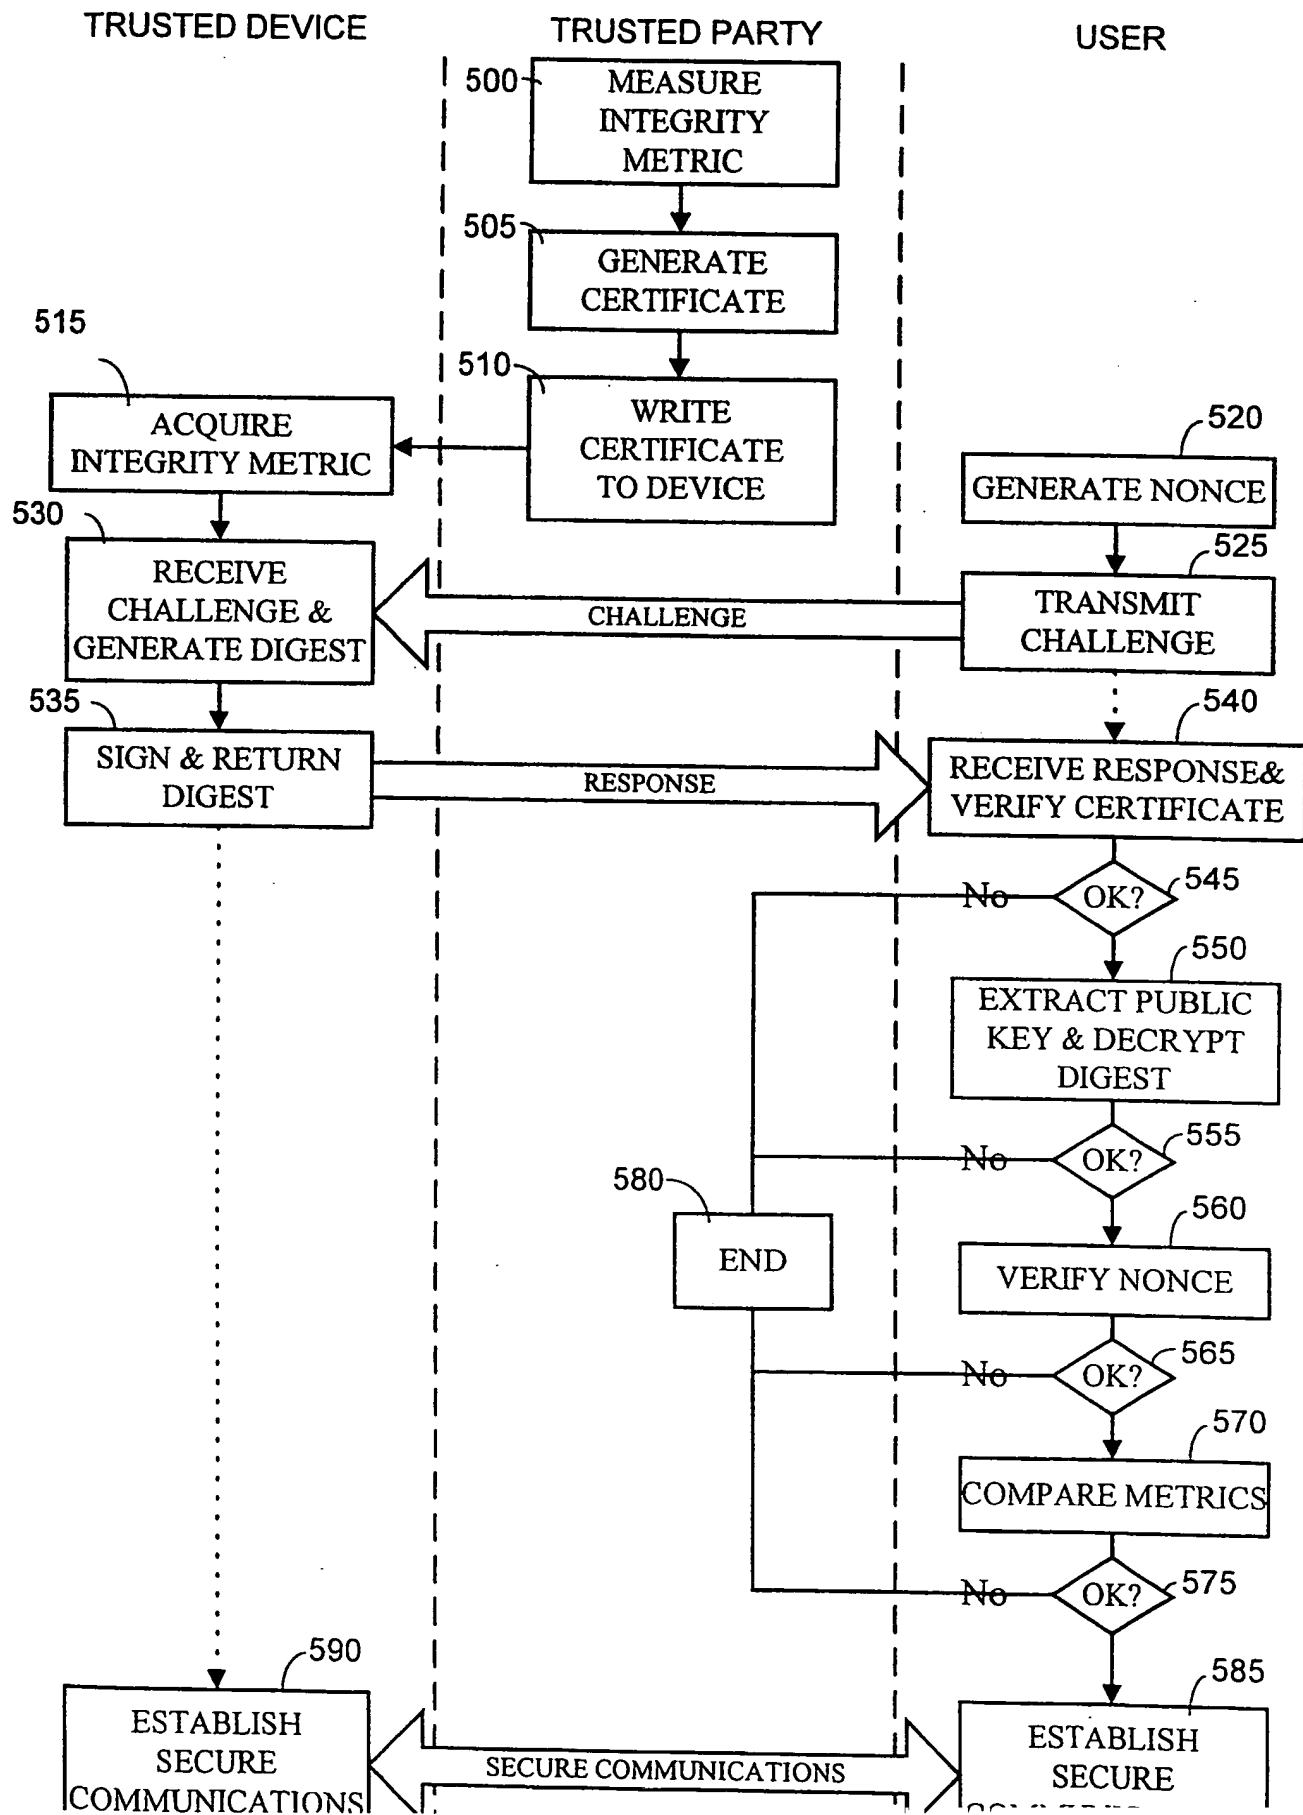 TRUSTED DEVICE
TRUSTED PARTY
USER
500
MEASURE
INTEGRITY
METRIC
505
GENERATE
CERTIFICATE
510
WRITE
CERTIFICATE
TO DEVICE
515
ACQUIRE
INTEGRITY METRIC
520
GENERATE NONCE
525
TRANSMIT
CHALLENGE
CHALLENGE
530
RECEIVE
CHALLENGE &
GENERATE DIGEST
535
SIGN & RETURN
DIGEST
RESPONSE
540
RECEIVE RESPONSE&
VERIFY CERTIFICATE
545
OK?
No
550
EXTRACT PUBLIC
KEY & DECRYPT
DIGEST
555
OK?
No
580
END
560
VERIFY NONCE
565
OK?
No
570
COMPARE METRICS
575
OK?
No
590
ESTABLISH
SECURE
COMMUNICATIONS
SECURE COMMUNICATIONS
585
ESTABLISH
SECURE